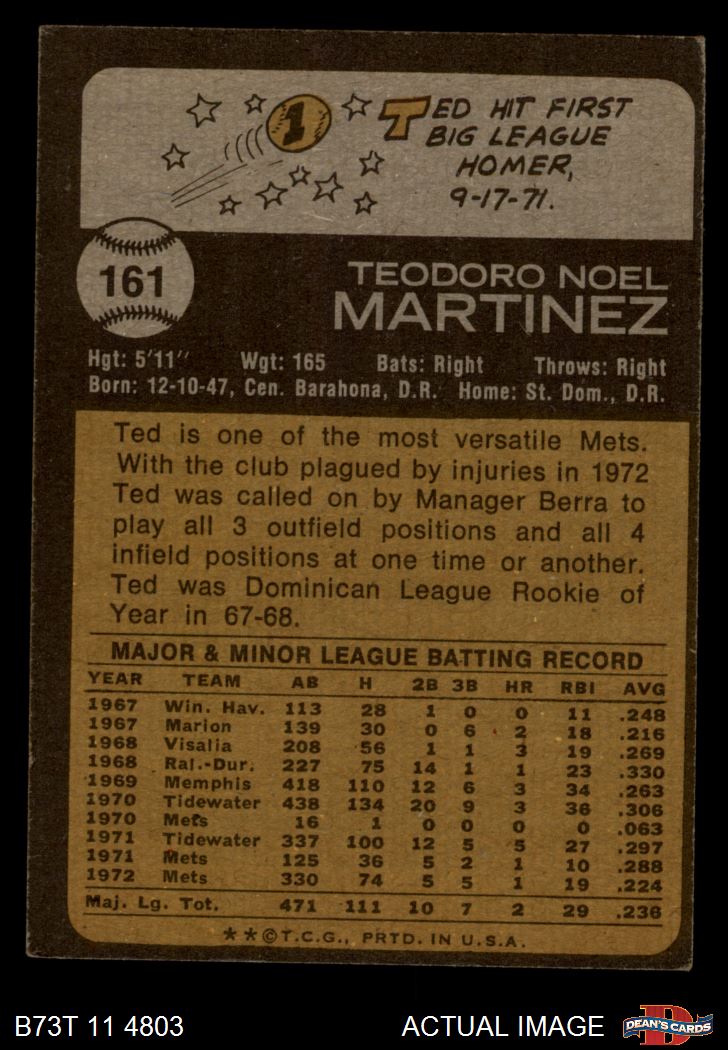 1
TED HIT FIRST
BIG LEAGUE
HOMER,
9-17-71.
161
TEODORO NOEL
MARTINEZ
Hgt: 5'11" Wgt: 165 Bats: Right Throws: Right
Born: 12-10-47, Cen. Barahona, D.R. Home: St. Dom., D.R.
Ted is one of the most versatile Mets.
With the club plagued by injuries in 1972
Ted was called on by Manager Berra to
play all 3 outfield positions and all 4
infield positions at one time or another.
Ted was Dominican League Rookie of
Year in 67-68.
MAJOR & MINOR LEAGUE BATTING RECORD
YEAR TEAM AB H 2B 3B HR RBI AVG
1967 Win. Hav. 113 28 1 0 0 11 .248
1967 Marion 139 30 0 6 2 18 .216
1968 Visalia 208 56 1 1 3 19 .269
1968 Ral.-Dur. 227 75 14 1 1 23 .330
1969 Memphis 418 110 12 6 3 34 .263
1970 Tidewater 438 134 20 9 3 36 .306
1970 Mets 16 1 0 0 0 0 .063
1971 Tidewater 337 100 12 5 5 27 .297
1971 Mets 125 36 5 2 1 10 .288
1972 Mets 330 74 5 5 1 19 .224
Maj. Lg. Tot. 471 111 10 7 2 29 .236
**©T.C.G., PRTD. IN U.S.A.
B73T 11 4803 ACTUAL IMAGE
D
DEAN'S CARDS